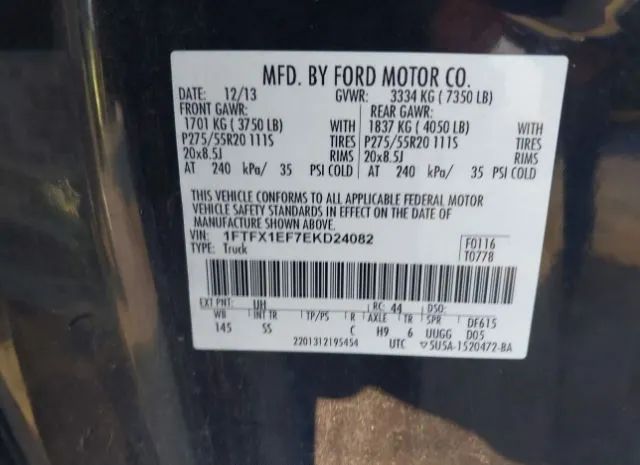 MFD. BY FORD MOTOR CO.
DATE: 12/13 GVWR: 3334 KG ( 7350 LB)
FRONT GAWR: REAR GAWR:
1701 KG ( 3750 LB) WITH 1837 KG ( 4050 LB) WITH
P275/55R20 111S TIRES P275/55R20 111S TIRES
20x8.5J RIMS 20x8.5J RIMS
AT 240 kPa/ 35 PSI COLD AT 240 kPa/ 35 PSI COLD
THIS VEHICLE CONFORMS TO ALL APPLICABLE FEDERAL MOTOR
VEHICLE SAFETY STANDARDS IN EFFECT ON THE DATE OF
MANUFACTURE SHOWN ABOVE.
VIN: 1FTFX1EF7EKD24082 F0116
TYPE: Truck T0778
EXT PNT: UH RC: 44 DSO:
WB INT TR TP/PS R AXLE TR SPR DF615
145 SS C H9 6 UUGG D05
2201312195454 UTC ▽5U5A-1520472-BA